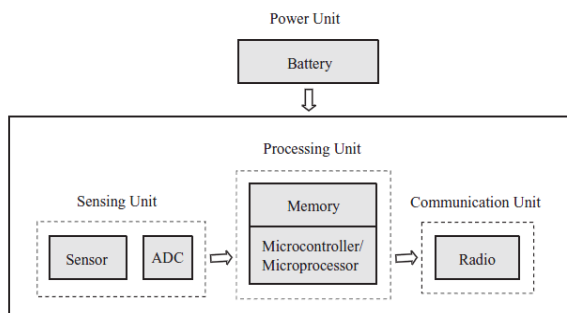 Power Unit
Battery
Processing Unit
Sensing Unit
Communication Unit
Memory
Sensor
ADC
Microcontroller/
Microprocessor
Radio